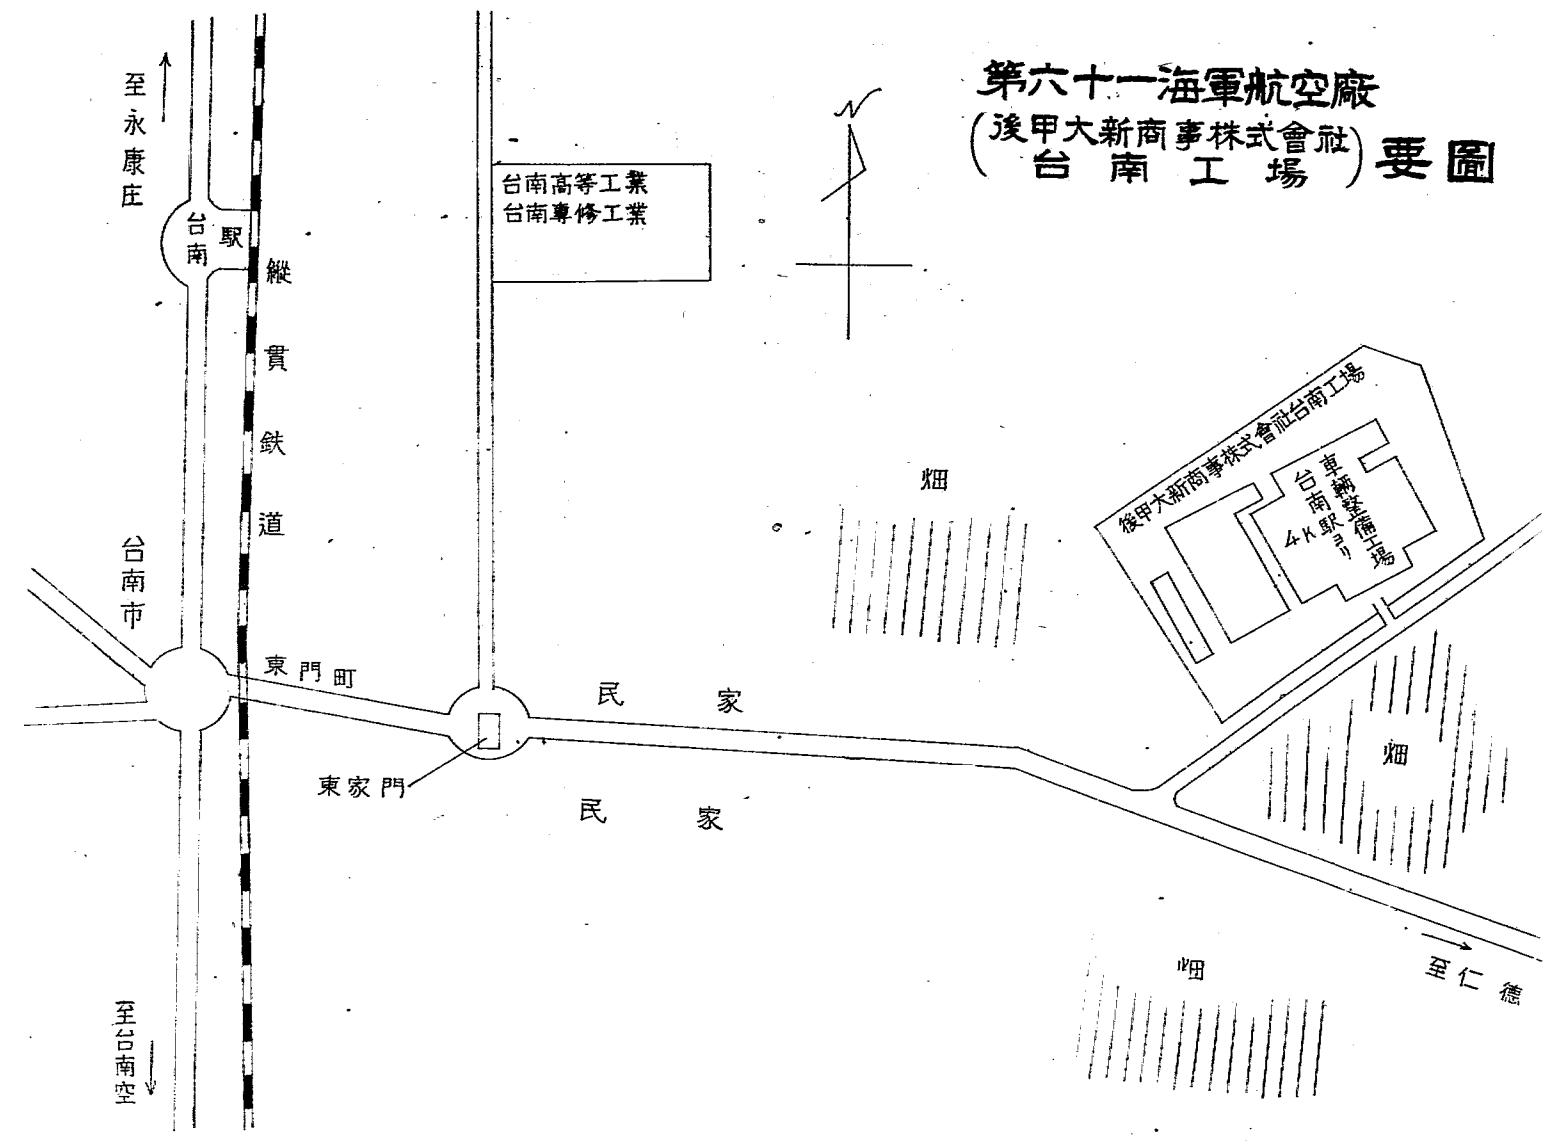 第六十一海軍航空廠
(後甲大新商事株式會社
台南工場)
要圖
N
至永康庄
台南駅
縱貫鉄道
台南高等工業
台南專修工業
後甲大新商事株式會社台南工場
車輛整備工場
台南駅ヨリ
4K
畑
台南市
東門町
民家
東家門
民家
畑
畑
至仁德
至台南空